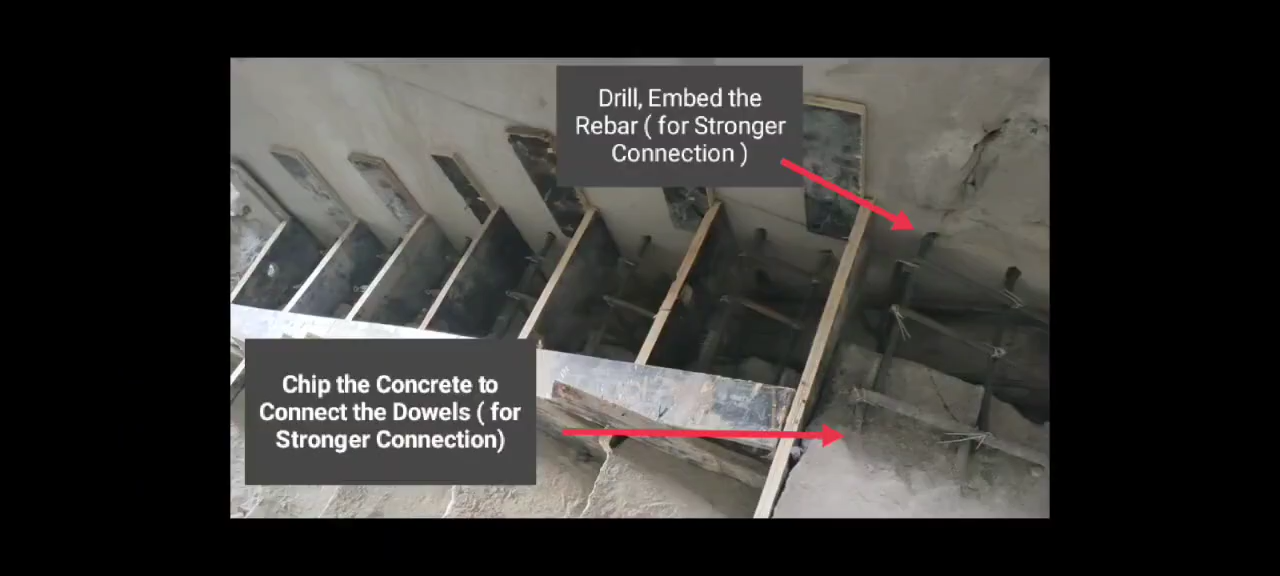 Drill, Embed the
Rebar ( for Stronger
Connection )
Chip the Concrete to
Connect the Dowels ( for
Stronger Connection)